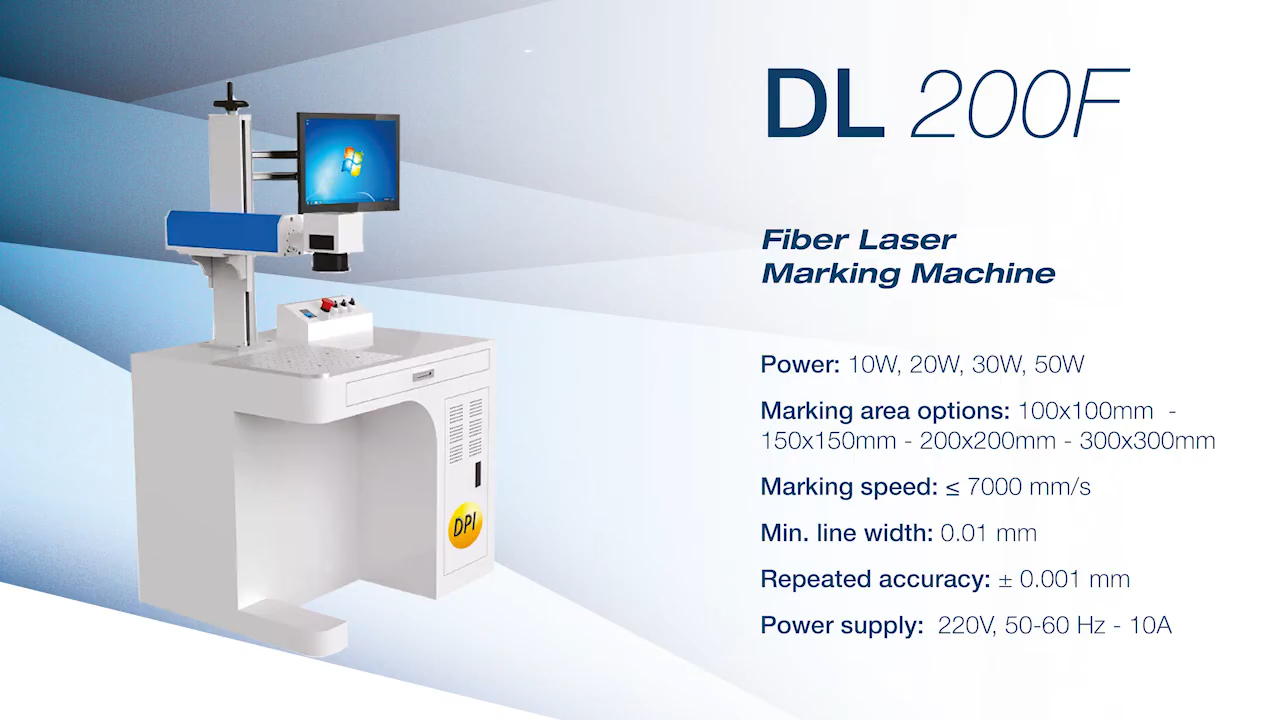 DL 200F
Fiber Laser
Marking Machine
Power: 10W, 20W, 30W, 50W
Marking area options: 100x100mm -
150x150mm - 200x200mm - 300x300mm
Marking speed: ≤ 7000 mm/s
Min. line width: 0.01 mm
Repeated accuracy: ± 0.001 mm
Power supply: 220V, 50-60 Hz - 10A
DPI